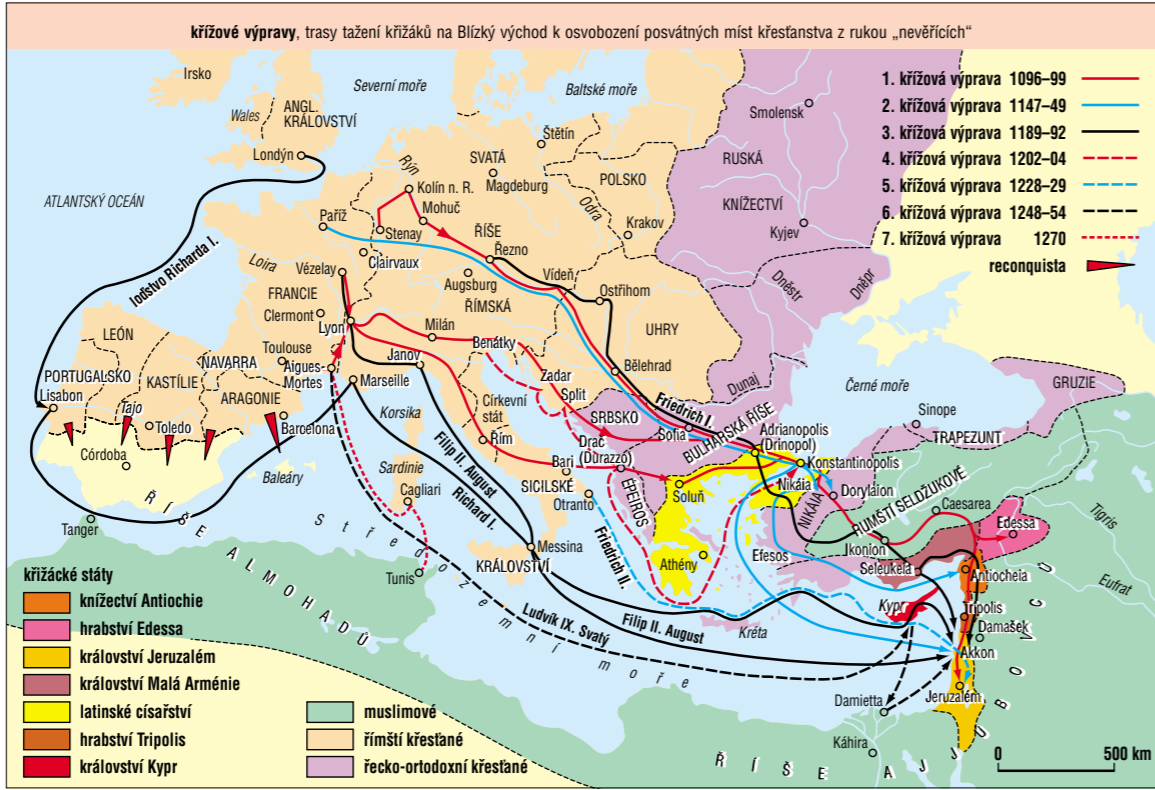 křížové výpravy, trasy tažení křižáků na Blízký východ k osvobození posvátných míst křesťanstva z rukou „nevěřících“
1. křížová výprava 1096–99
2. křížová výprava 1147–49
3. křížová výprava 1189–92
4. křížová výprava 1202–04
5. křížová výprava 1228–29
6. křížová výprava 1248–54
7. křížová výprava 1270
reconquista
Irsko
Severní moře
Baltské moře
Wales
ANGL.
KRÁLOVSTVÍ
Londýn
Smolensk
Štětín
SVATÁ
Rýn
Magdeburg
POLSKO
RUSKÁ
KNÍŽECTVÍ
Kolín n. R.
Mohuč
Odra
ATLANTSKÝ OCEÁN
Paříž
Stenay
ŘÍŠE
Krakov
Kyjev
Řezno
Clairvaux
Vídeň
Loira
Vézelay
Augsburg
Dněstr
Dněpr
loďstvo Richarda I.
FRANCIE
ŘÍMSKÁ
Ostřihom
Clermont
UHRY
Lyon
Milán
Benátky
LEÓN
Toulouse
Janov
NAVARRA
Aigues-
Mortes
Zadar
Bělehrad
PORTUGALSKO
KASTÍLIE
Marseille
Split
Dunaj
Černé moře
GRUZIE
Lisabon
Tajo
ARAGONIE
Korsika
Církevní
stát
SRBSKO
Friedrich I.
Sinope
Toledo
Barcelona
Řím
Drač
(Durazzo)
Sofia
BULHARSKÁ ŘÍŠE
Adrianopolis
(Drinopol)
TRAPEZUNT
Córdoba
Baleáry
Filip II. August
Richard I.
Bari
Konstantinopolis
Sardinie
SICILSKÉ
Otranto
EPEIROS
Soluň
Nikáia
NIKÁIA
Doryláion
Cagliari
RUMŠTÍ SELDŽUKOVÉ
Caesarea
Tigris
Edessa
Tanger
ŘÍŠE ALMOHADŮ
Středozemní moře
Friedrich II.
Messina
KRÁLOVSTVÍ
Athény
Efesos
Ikonion
Seleukeia
Antiocheia
Eufrat
Tunis
křižácké státy
Ludvík IX. Svatý
Filip II. August
Kréta
Kypr
Tripolis
Damašek
Akkon
Jeruzalém
Damietta
Káhira
ŘÍŠE AJJÚBOVCŮ
knížectví Antiochie
hrabství Edessa
království Jeruzalém
království Malá Arménie
latinské císařství
hrabství Tripolis
království Kypr
muslimové
římští křesťané
řecko-ortodoxní křesťané
0
500 km